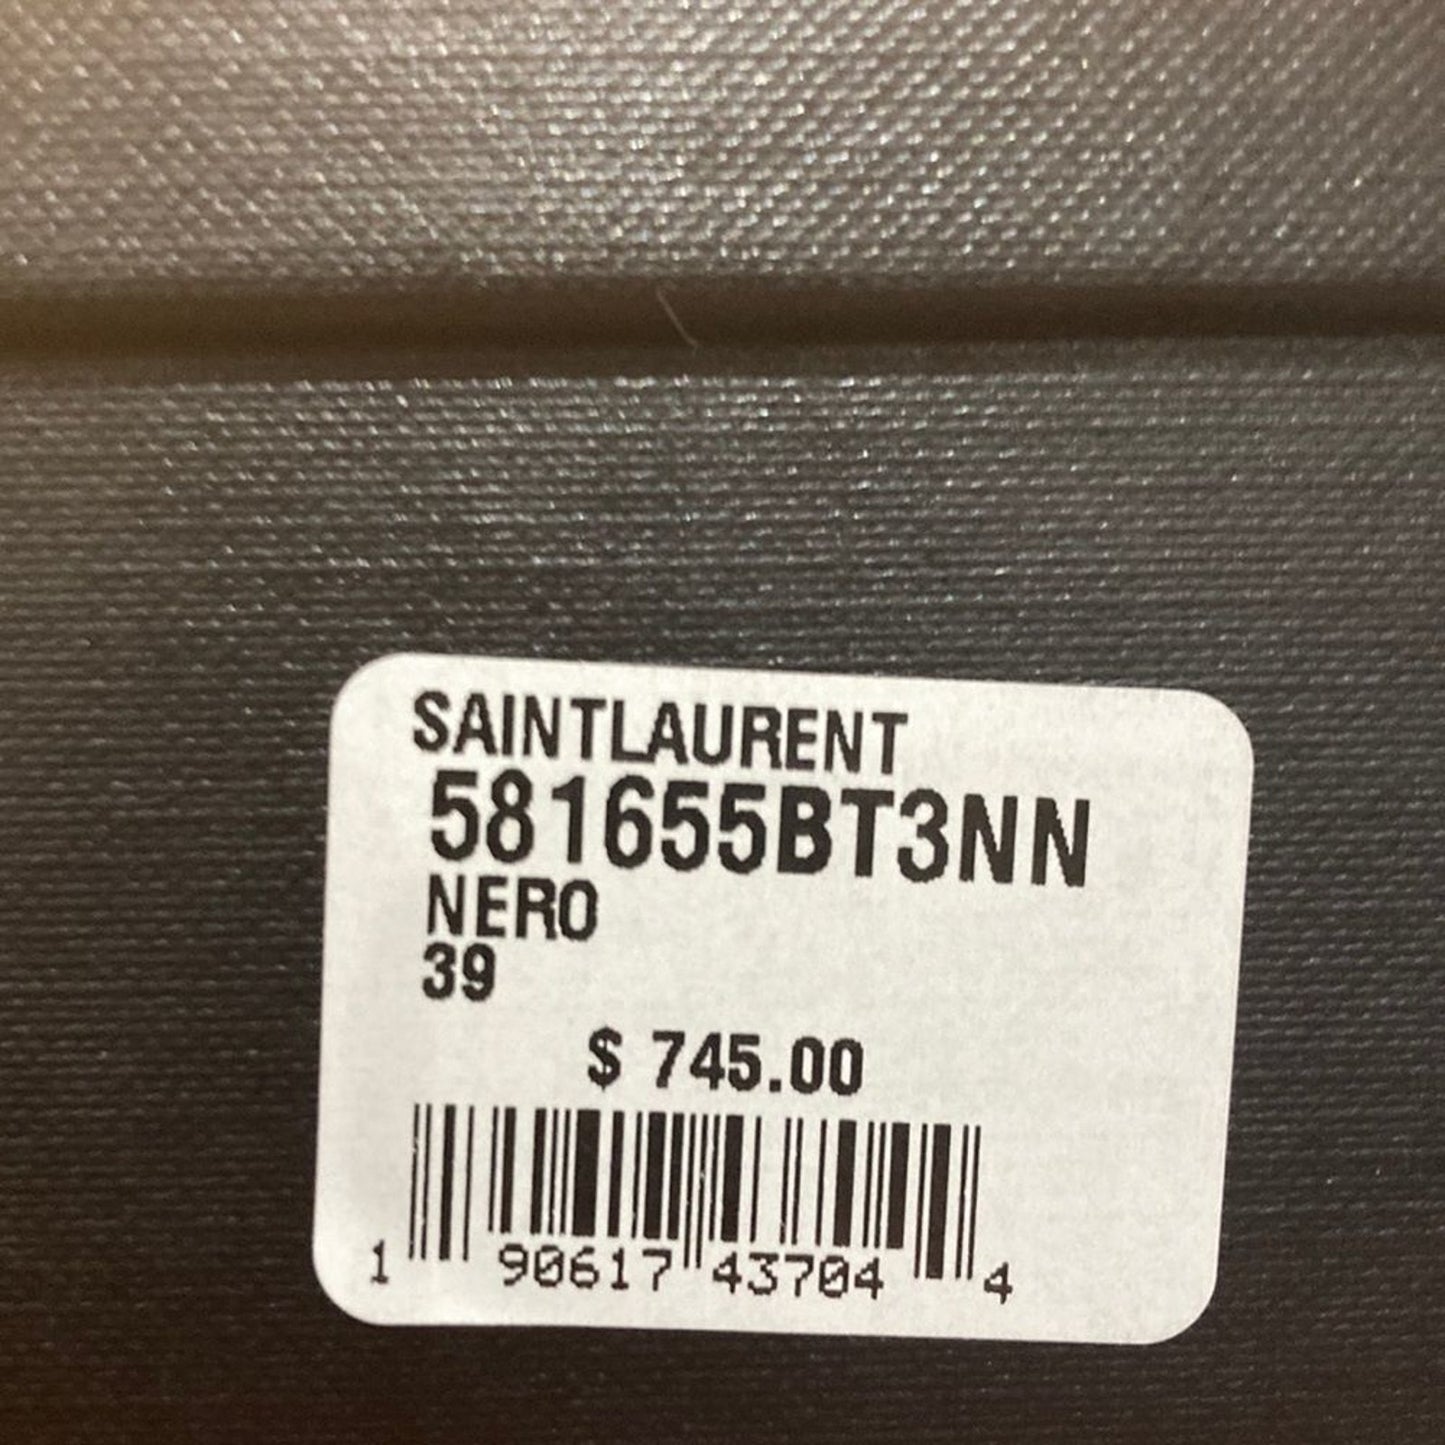 SAINTLAURENT
581655BT3NN
NERO
39
$ 745.00
1 90617 43704 4